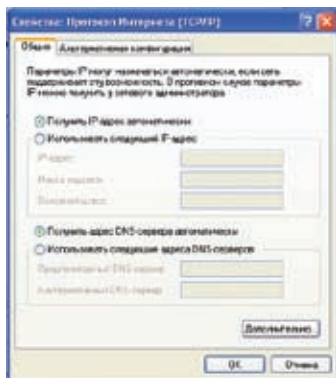 Свойства: Протокол Интернета (TCP/IP)
Общие Альтернативная конфигурация
Параметры IP могут назначаться автоматически, если сеть
поддерживает эту возможность. В противном случае параметры
IP можно получить у сетевого администратора.
Получить IP-адрес автоматически
Использовать следующий IP-адрес:
IP-адрес:
Маска подсети:
Основной шлюз:
Получить адрес DNS-сервера автоматически
Использовать следующие адреса DNS-серверов:
Предпочитаемый DNS-сервер:
Альтернативный DNS-сервер:
Дополнительно...
OK Отмена